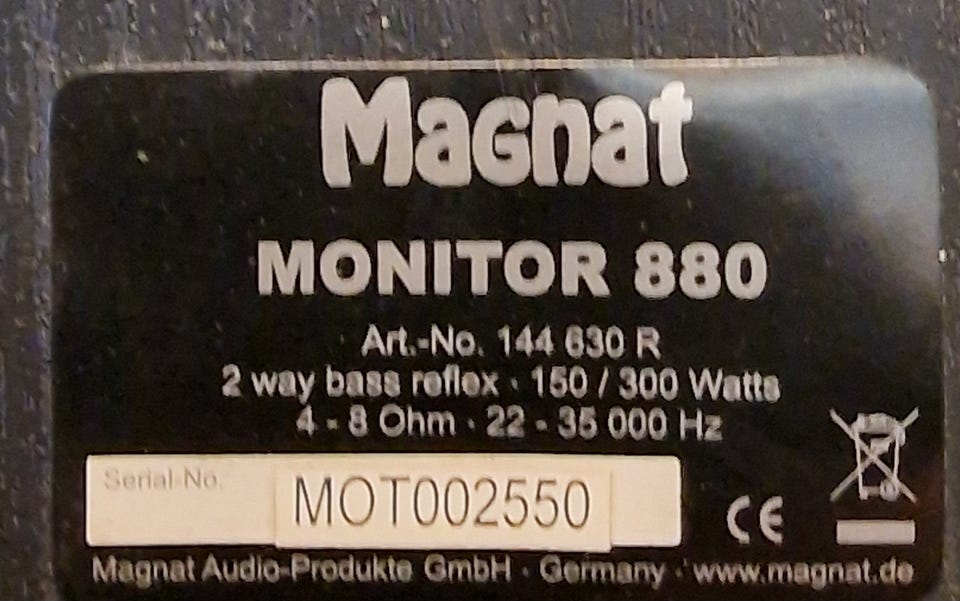 Magnat
MONITOR 880
Art.-No. 144 630 R
2 way bass reflex · 150 / 300 Watts
4 - 8 Ohm · 22 - 35 000 Hz
Serial-No.
MOT002550
CE
Magnat Audio-Produkte GmbH · Germany · www.magnat.de